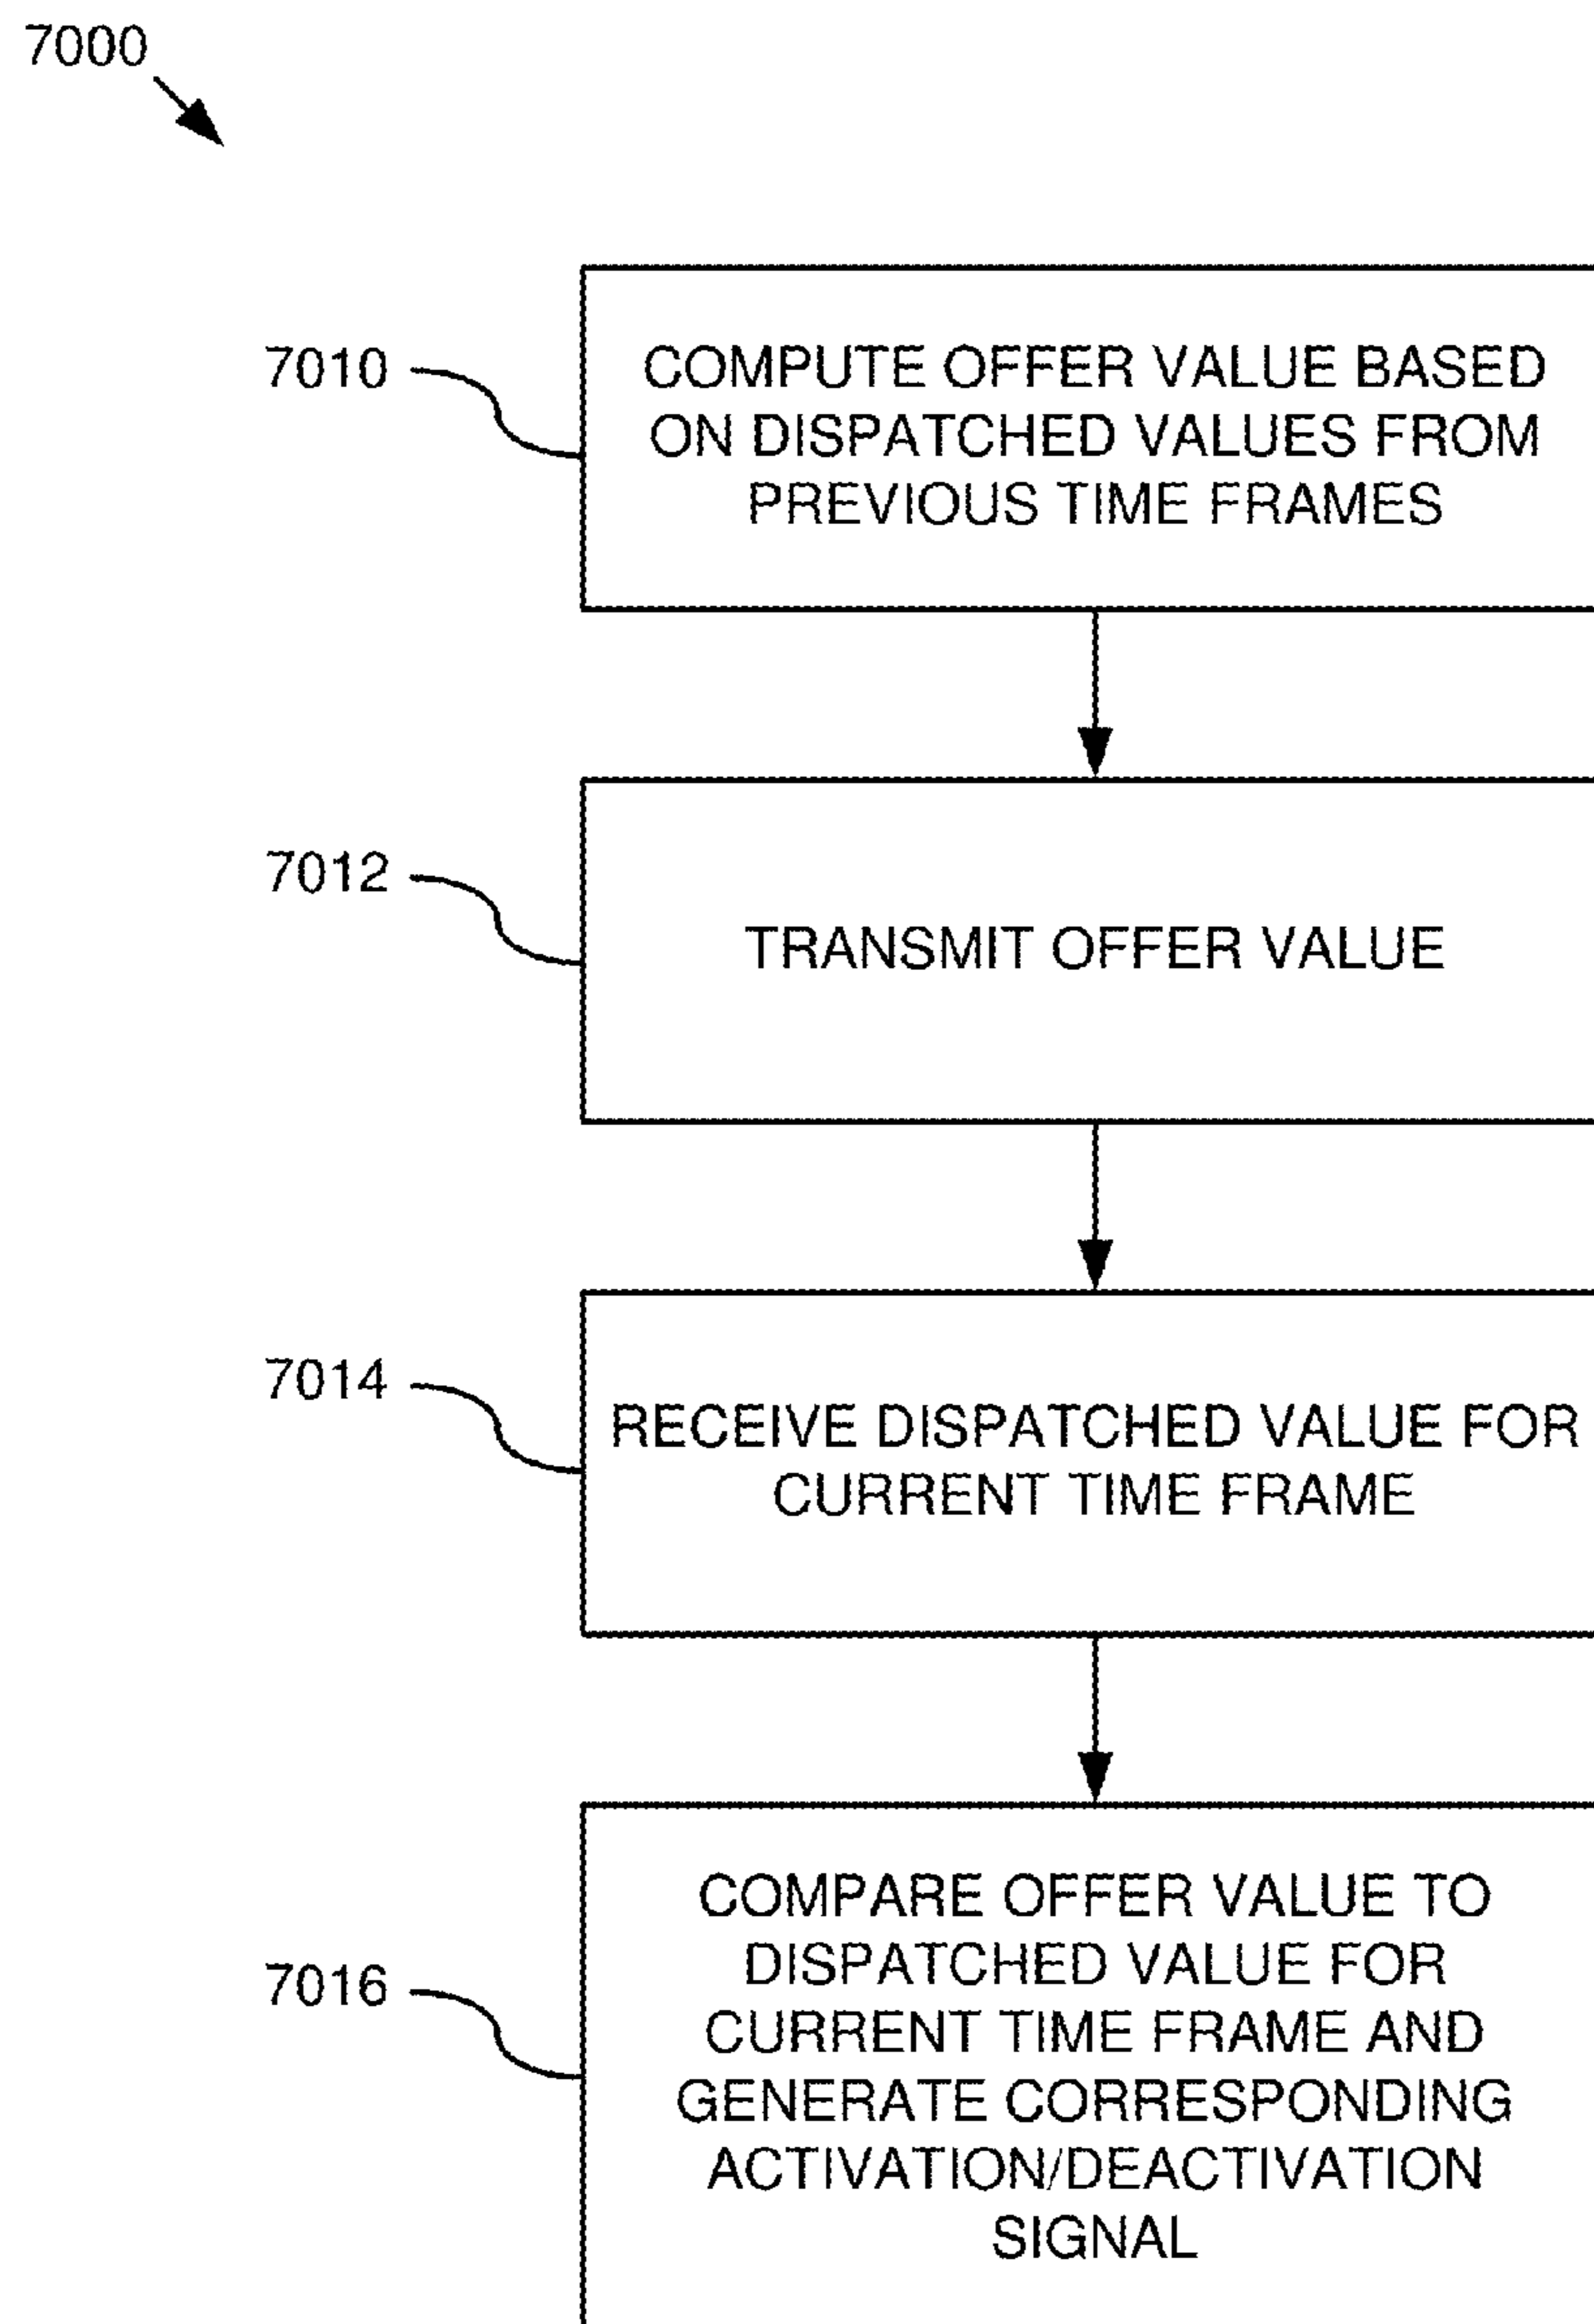 7000
7010
COMPUTE OFFER VALUE BASED
ON DISPATCHED VALUES FROM
PREVIOUS TIME FRAMES
7012
TRANSMIT OFFER VALUE
7014
RECEIVE DISPATCHED VALUE FOR
CURRENT TIME FRAME
7016
COMPARE OFFER VALUE TO
DISPATCHED VALUE FOR
CURRENT TIME FRAME AND
GENERATE CORRESPONDING
ACTIVATION/DEACTIVATION
SIGNAL